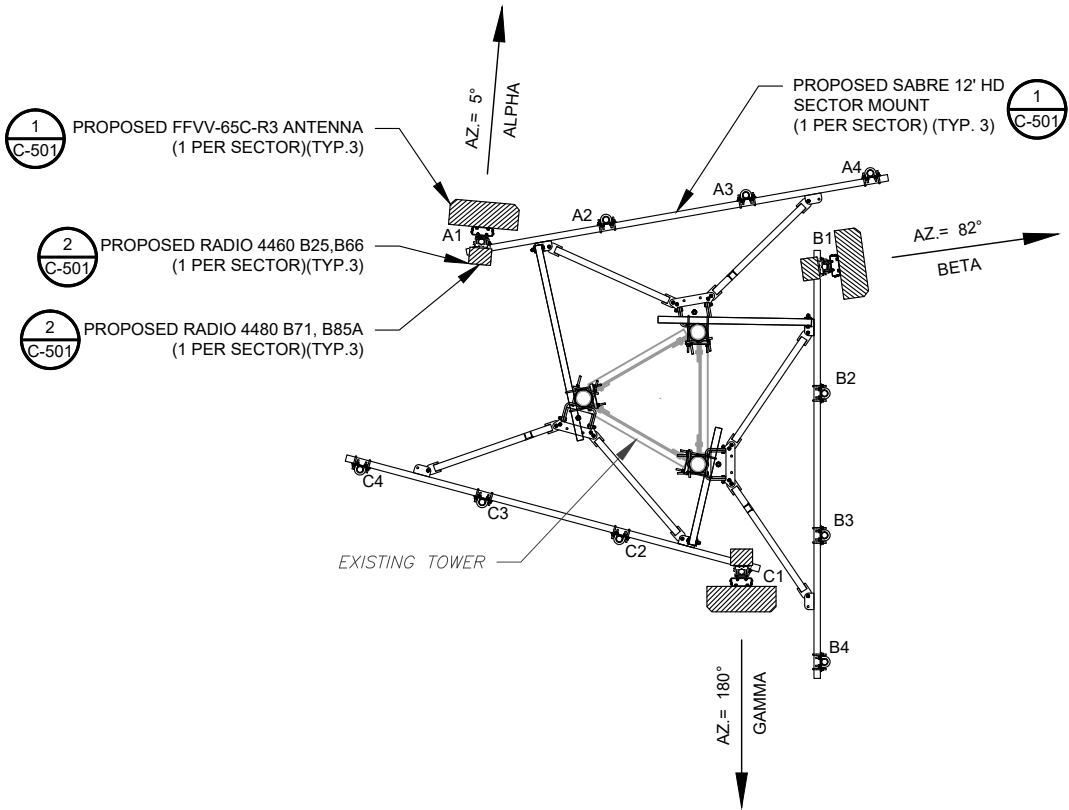 AZ.= 5°
ALPHA
1
C-501
PROPOSED FFVV-65C-R3 ANTENNA
(1 PER SECTOR)(TYP.3)
PROPOSED SABRE 12' HD
SECTOR MOUNT
(1 PER SECTOR) (TYP. 3)
1
C-501
2
C-501
PROPOSED RADIO 4460 B25,B66
(1 PER SECTOR)(TYP.3)
2
C-501
PROPOSED RADIO 4480 B71, B85A
(1 PER SECTOR)(TYP.3)
A1
A2
A3
A4
B1
AZ.= 82°
BETA
B2
B3
B4
C4
C3
C2
C1
EXISTING TOWER
AZ.= 180°
GAMMA